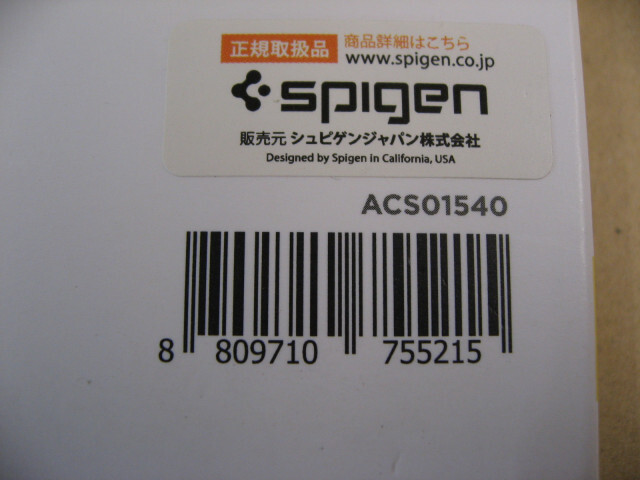 正規取扱品 商品詳細はこちら
www.spigen.co.jp
spigen
販売元 シュピゲンジャパン株式会社
Designed by Spigen in California, USA
ACS01540
8 809710 755215